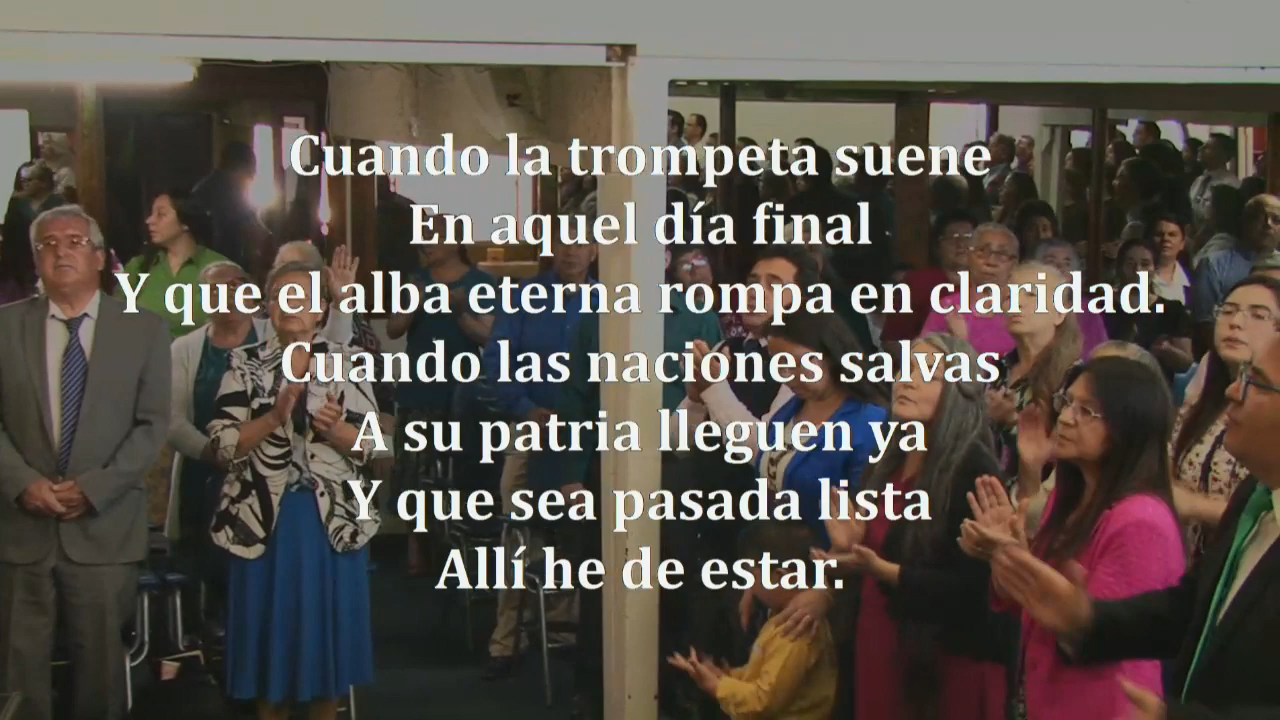 Cuando la trompeta suene
En aquel día final
Y que el alba eterna rompa en claridad.
Cuando las naciones salvas
A su patria lleguen ya
Y que sea pasada lista
Allí he de estar.